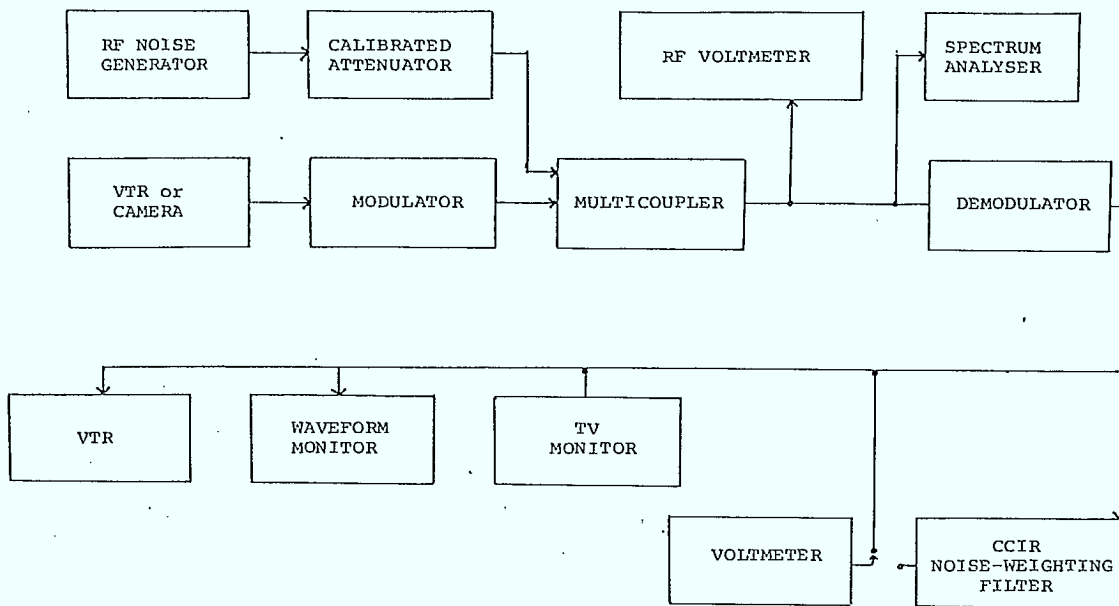 RF NOISE
GENERATOR
CALIBRATED
ATTENUATOR
RF VOLTMETER
SPECTRUM
ANALYSER
VTR or
CAMERA
MODULATOR
MULTICOUPLER
DEMODULATOR
VTR
WAVEFORM
MONITOR
TV
MONITOR
VOLTMETER
CCIR
NOISE-WEIGHTING
FILTER